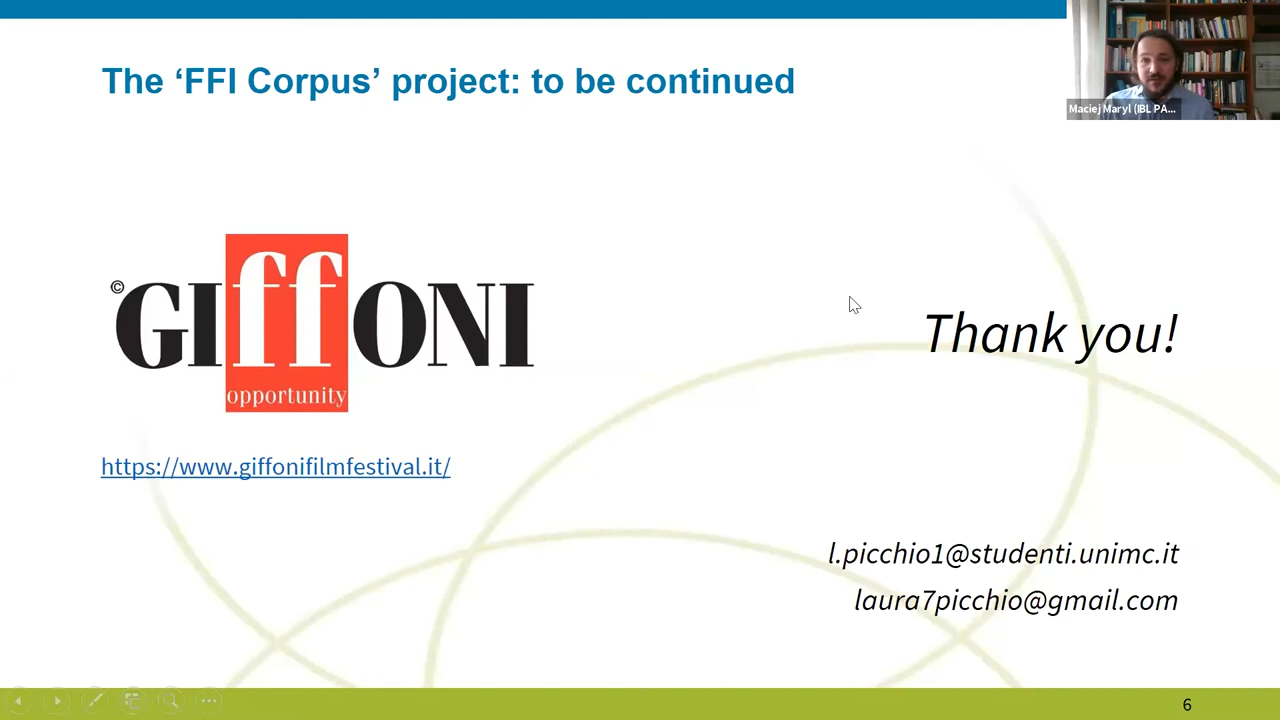 The ‘FFI Corpus’ project: to be continued
Maciej Maryl (IBL PA...
©GIffONI
opportunity
Thank you!
https://www.giffonifilmfestival.it/
l.picchio1@studenti.unimc.it
laura7picchio@gmail.com
6